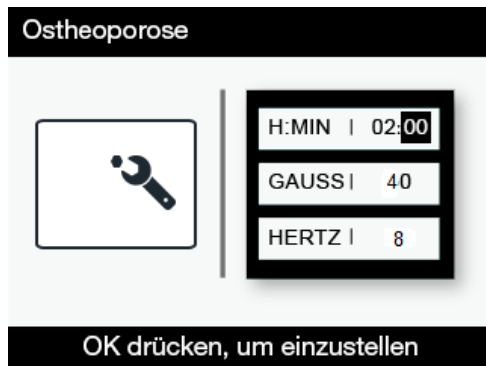 Ostheoporose
H:MIN | 02:00
GAUSS | 40
HERTZ | 8
OK drücken, um einzustellen